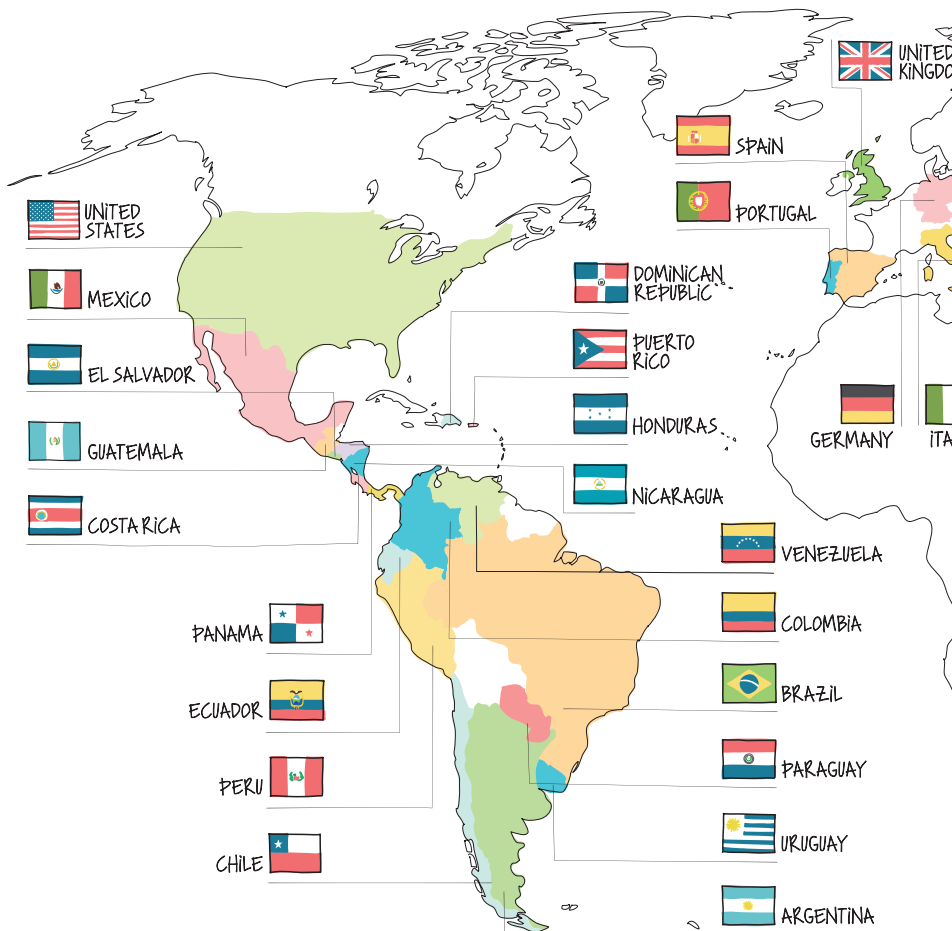 UNITED
KINGDO
SPAIN
PORTUGAL
UNITED
STATES
MEXICO
EL SALVADOR
GUATEMALA
COSTA RICA
DOMINICAN
REPUBLIC
PUERTO
RICO
HONDURAS
NICARAGUA
GERMANY
ITA
VENEZUELA
COLOMBIA
BRAZIL
PARAGUAY
URUGUAY
ARGENTINA
PANAMA
ECUADOR
PERU
CHILE